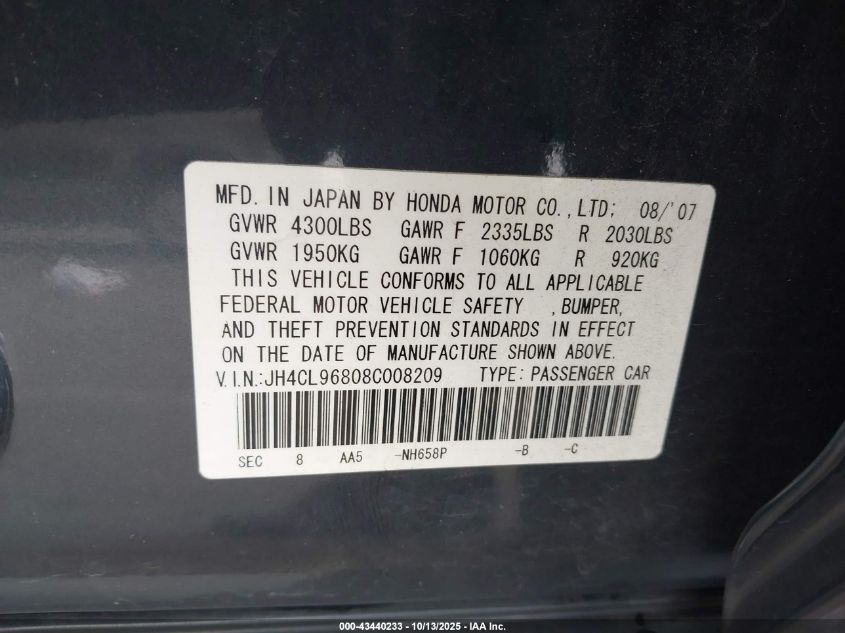 MFD. IN JAPAN BY HONDA MOTOR CO.,LTD; 08/'07
GVWR 4300LBS GAWR F 2335LBS R 2030LBS
GVWR 1950KG GAWR F 1060KG R 920KG
THIS VEHICLE CONFORMS TO ALL APPLICABLE
FEDERAL MOTOR VEHICLE SAFETY ,BUMPER,
AND THEFT PREVENTION STANDARDS IN EFFECT
ON THE DATE OF MANUFACTURE SHOWN ABOVE.
V.I.N.:JH4CL96808C008209 TYPE: PASSENGER CAR
SEC 8 AA5 -NH658P -B -C
000-43440233 - 10/13/2025 - IAA Inc.